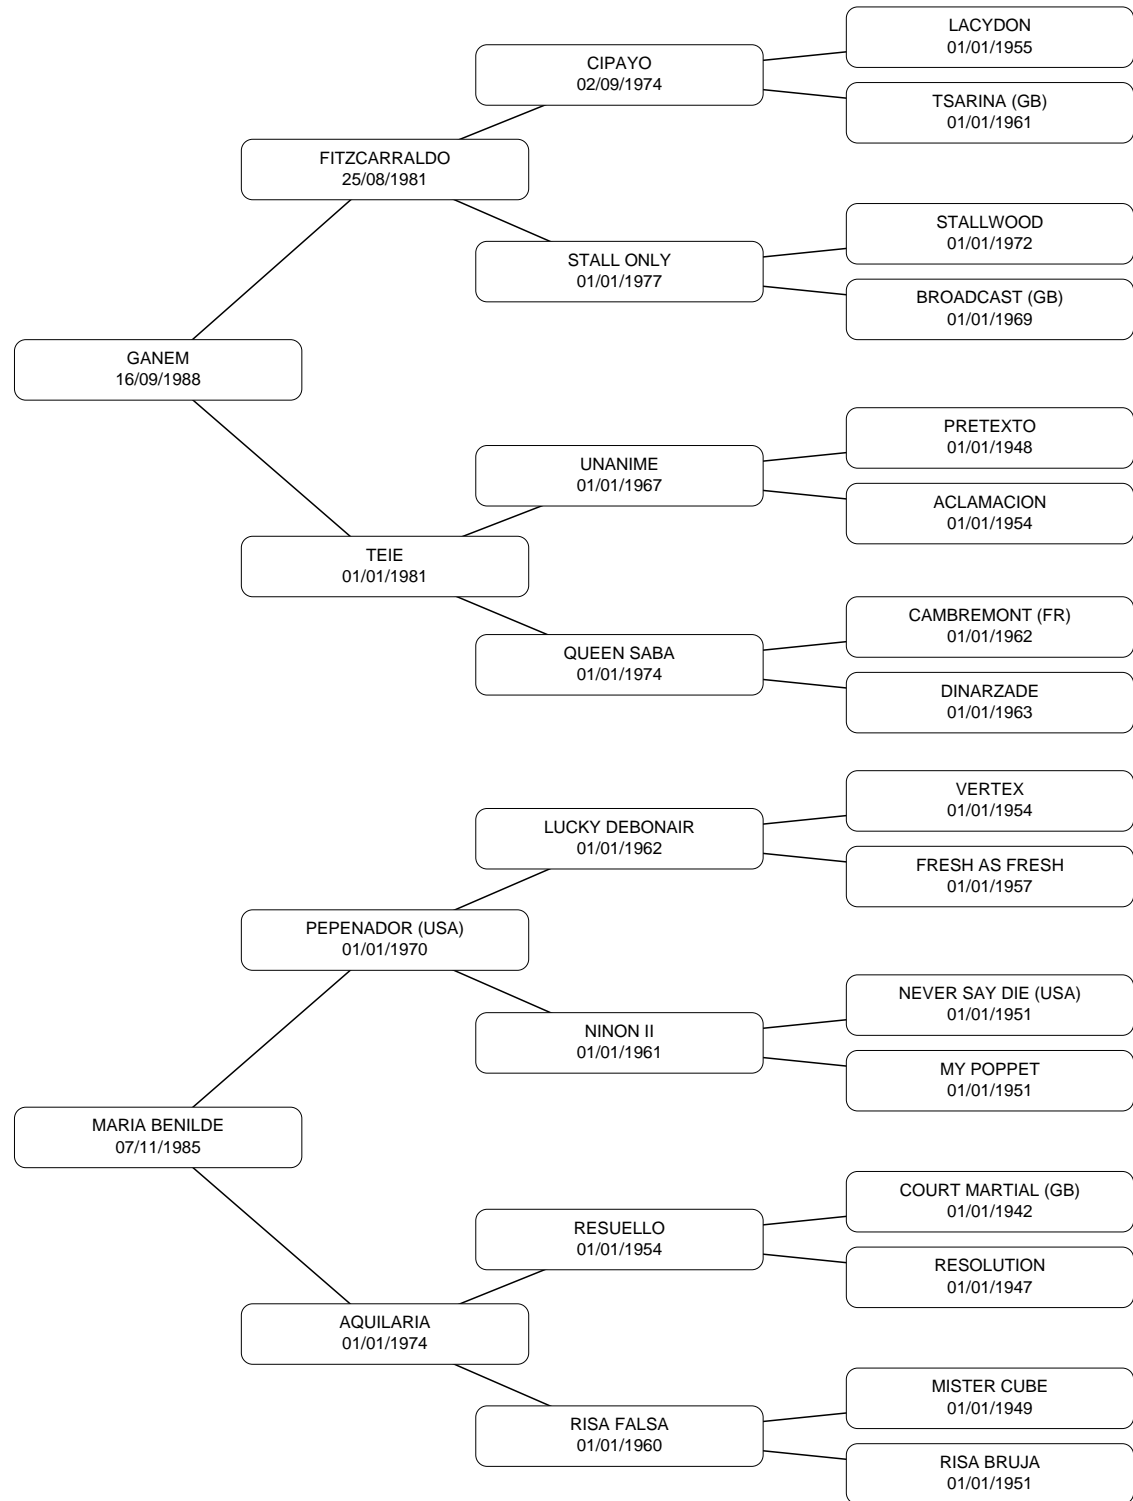 LACYDON
01/01/1955
CIPAYO
02/09/1974
TSARINA (GB)
01/01/1961
FITZCARRALDO
25/08/1981
STALLWOOD
01/01/1972
STALL ONLY
01/01/1977
BROADCAST (GB)
01/01/1969
GANEM
16/09/1988
PRETEXTO
01/01/1948
UNANIME
01/01/1967
ACLAMACION
01/01/1954
TEIE
01/01/1981
CAMBREMONT (FR)
01/01/1962
QUEEN SABA
01/01/1974
DINARZADE
01/01/1963
VERTEX
01/01/1954
LUCKY DEBONAIR
01/01/1962
FRESH AS FRESH
01/01/1957
PEPENADOR (USA)
01/01/1970
NEVER SAY DIE (USA)
01/01/1951
NINON II
01/01/1961
MY POPPET
01/01/1951
MARIA BENILDE
07/11/1985
COURT MARTIAL (GB)
01/01/1942
RESUELLO
01/01/1954
RESOLUTION
01/01/1947
AQUILARIA
01/01/1974
MISTER CUBE
01/01/1949
RISA FALSA
01/01/1960
RISA BRUJA
01/01/1951